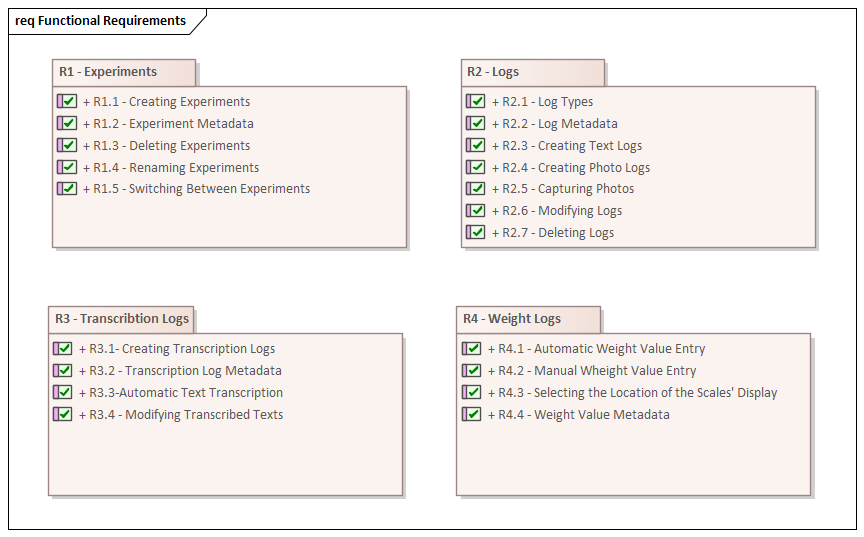 req Functional Requirements
R1 - Experiments
+ R1.1 - Creating Experiments
+ R1.2 - Experiment Metadata
+ R1.3 - Deleting Experiments
+ R1.4 - Renaming Experiments
+ R1.5 - Switching Between Experiments
R2 - Logs
+ R2.1 - Log Types
+ R2.2 - Log Metadata
+ R2.3 - Creating Text Logs
+ R2.4 - Creating Photo Logs
+ R2.5 - Capturing Photos
+ R2.6 - Modifying Logs
+ R2.7 - Deleting Logs
R3 - Transcribtion Logs
+ R3.1- Creating Transcription Logs
+ R3.2 - Transcription Log Metadata
+ R3.3-Automatic Text Transcription
+ R3.4 - Modifying Transcribed Texts
R4 - Weight Logs
+ R4.1 - Automatic Weight Value Entry
+ R4.2 - Manual Wheight Value Entry
+ R4.3 - Selecting the Location of the Scales' Display
+ R4.4 - Weight Value Metadata